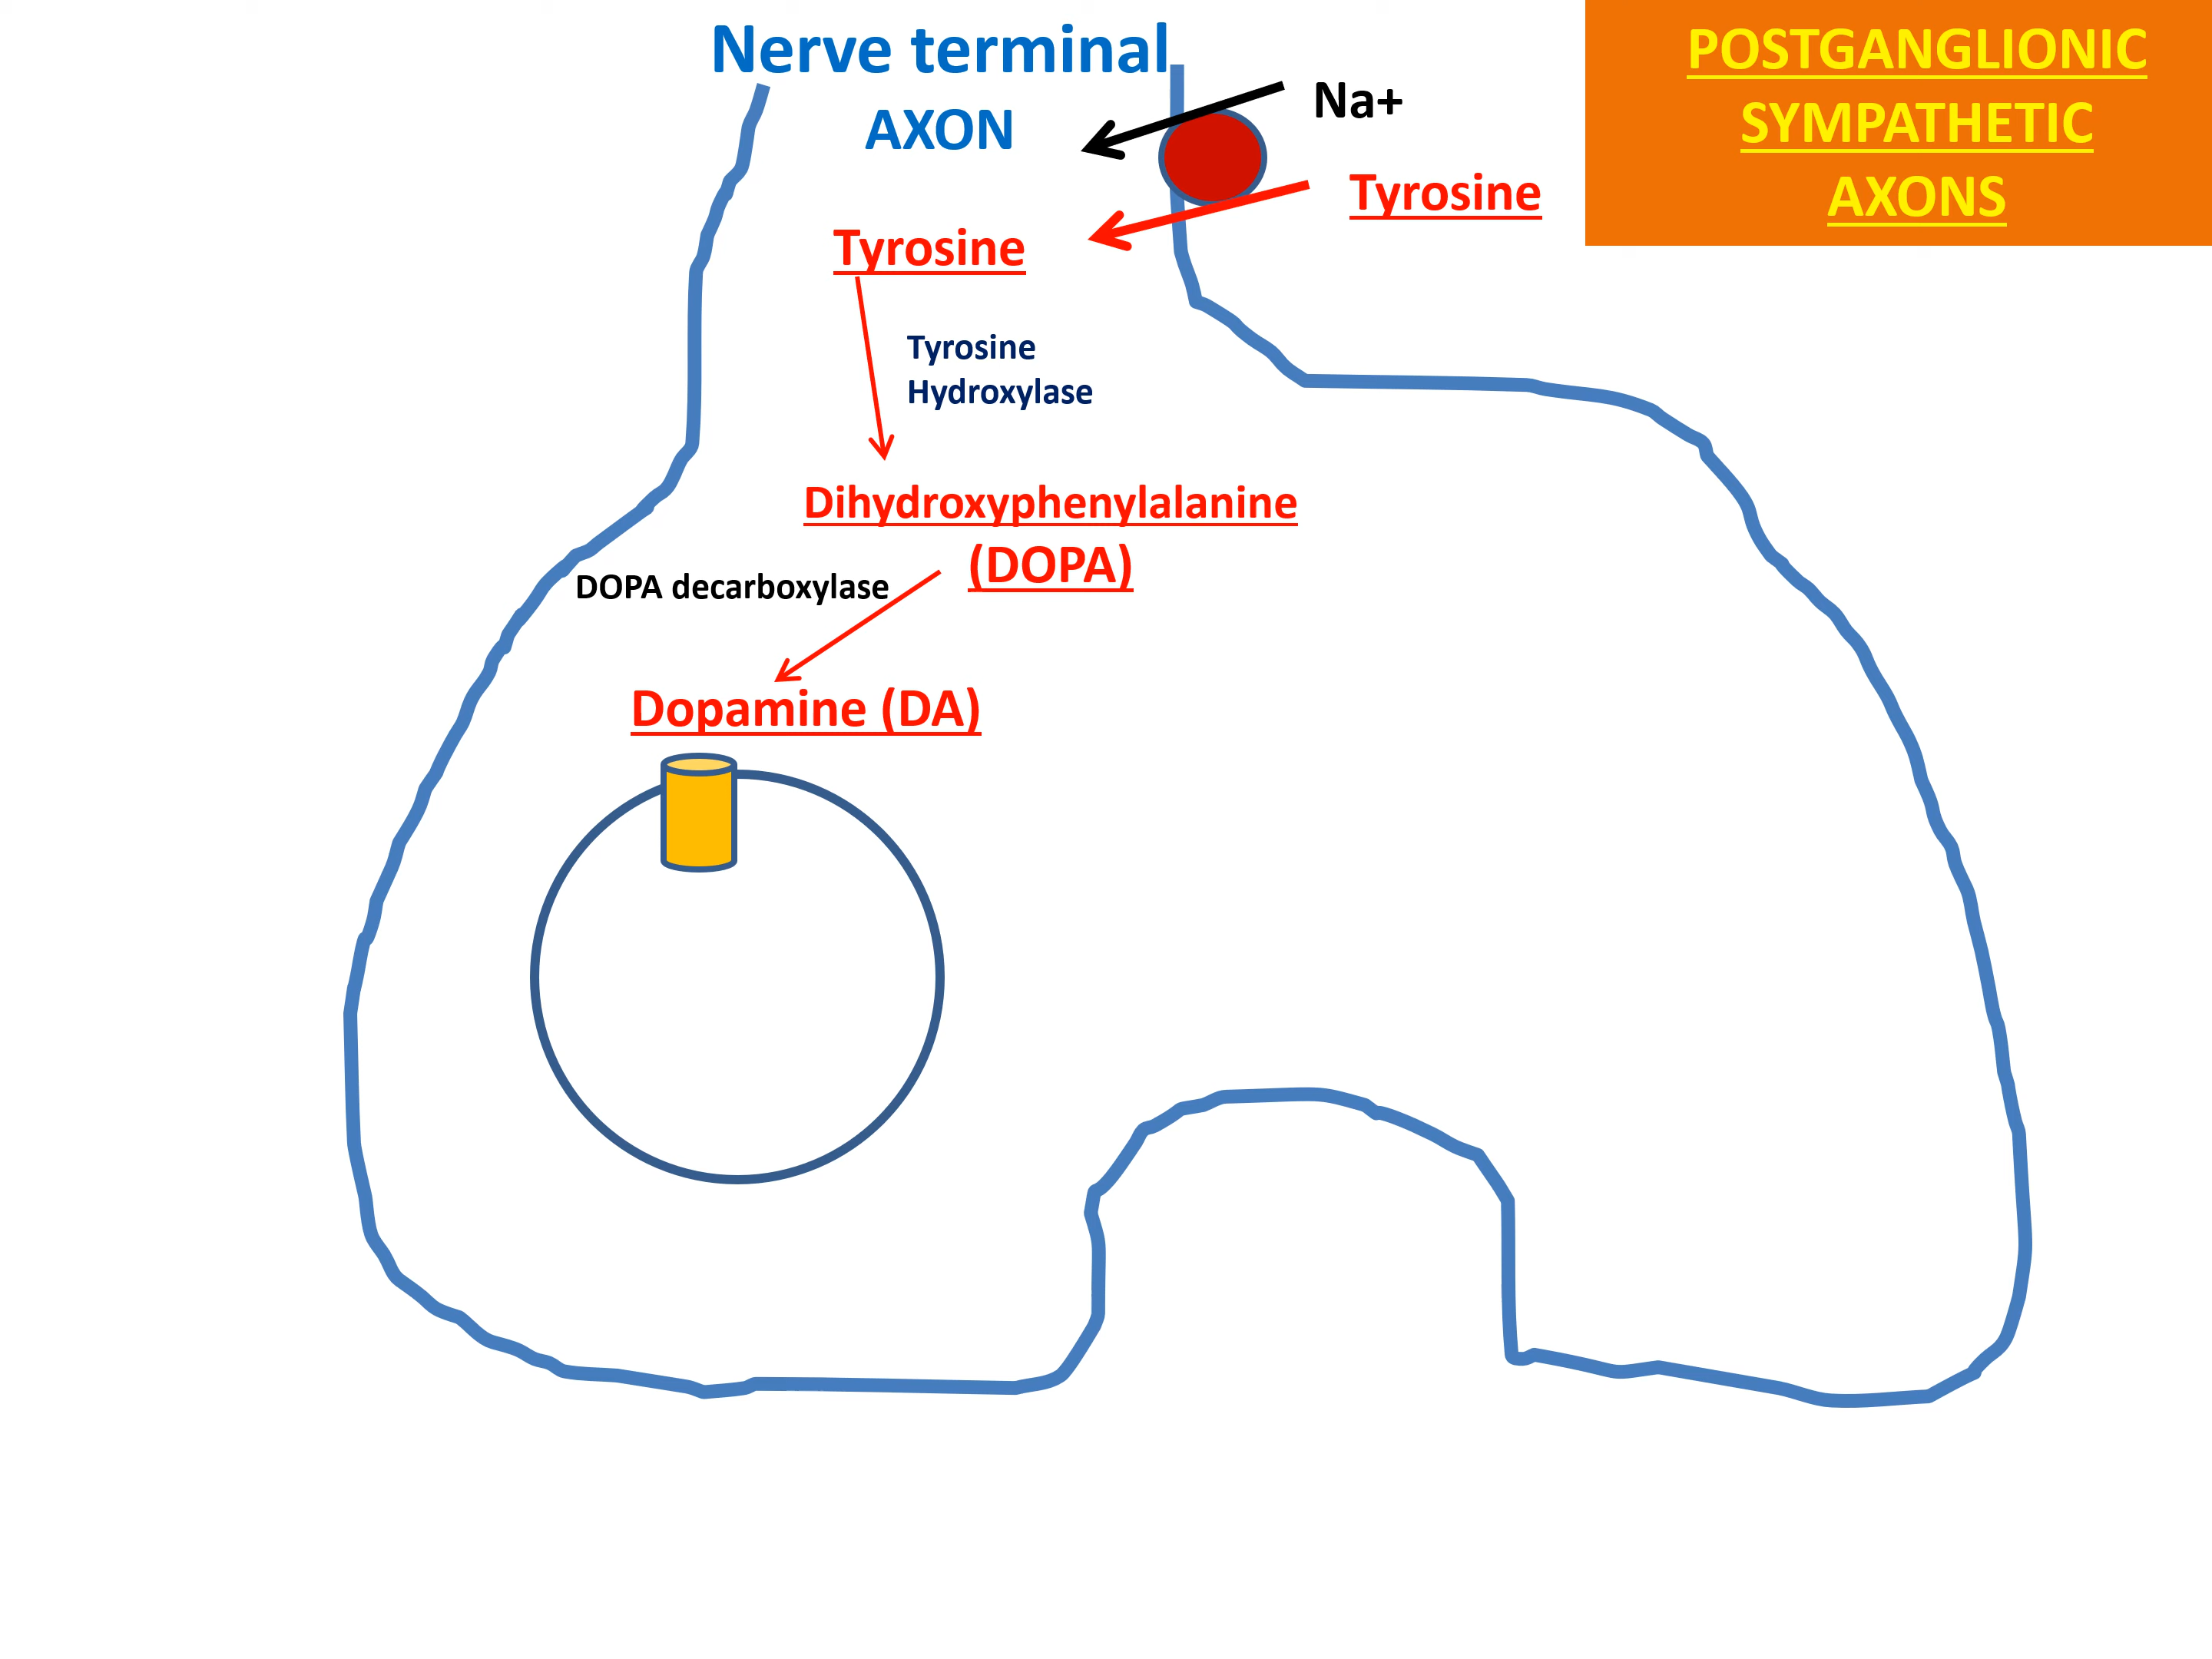 Nerve terminal
AXON
Na+
Tyrosine
POSTGANGLIONIC
SYMPATHETIC
AXONS
Tyrosine
Tyrosine
Hydroxylase
Dihydroxyphenylalanine
(DOPA)
DOPA decarboxylase
Dopamine (DA)